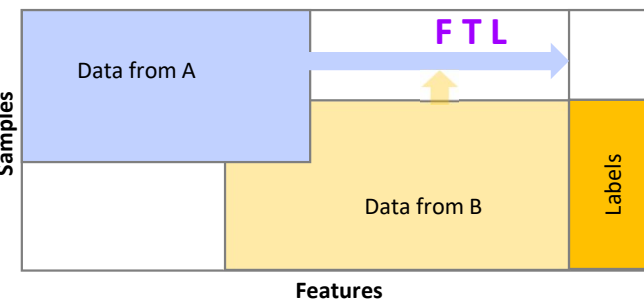 F T L
Data from A
Samples
Data from B
Labels
Features